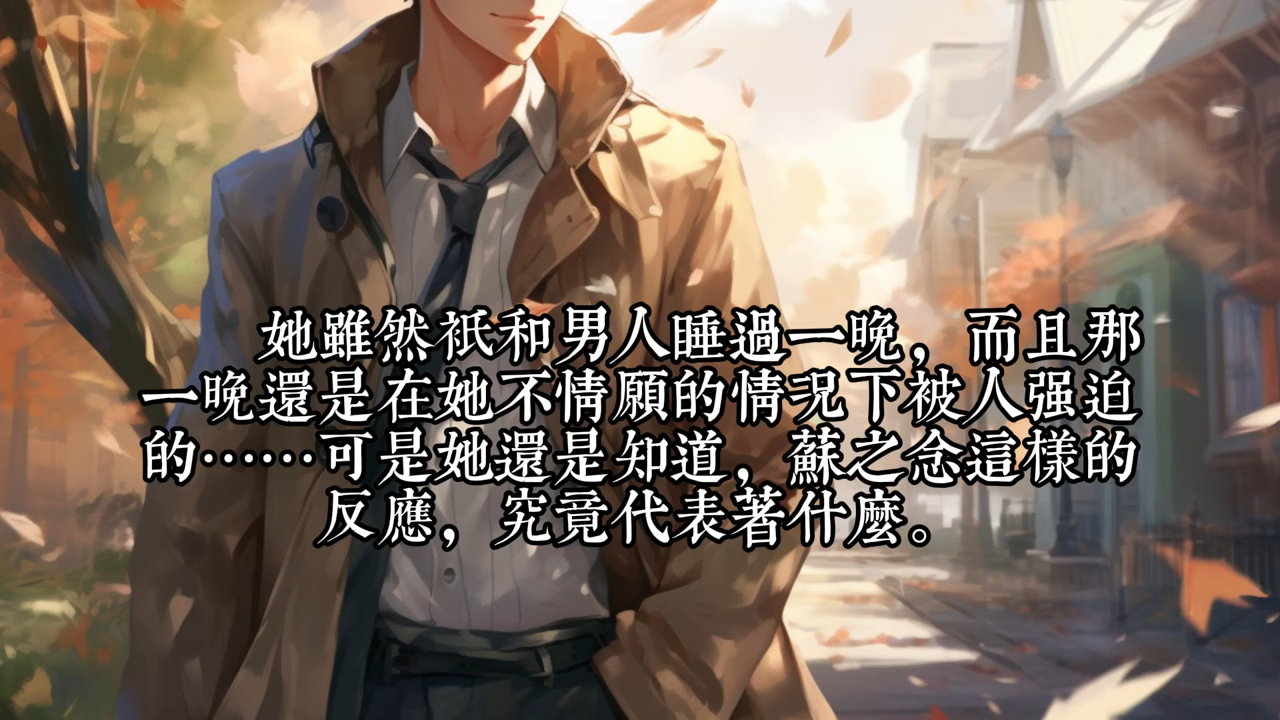 她雖然祇和男人睡過一晚，而且那
一晚還是在她不情願的情況下被人强迫
的……可是她還是知道，蘇之念這樣的
反應，究竟代表著什麼。